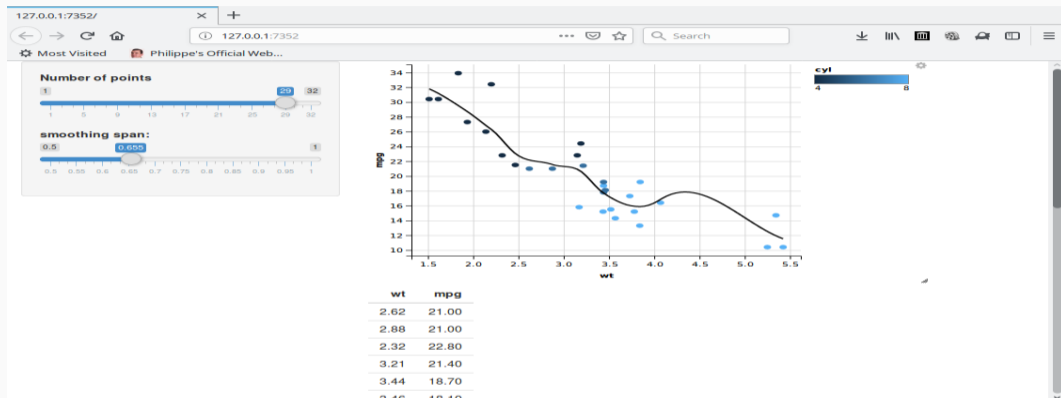 127.0.0.1:7352/
127.0.0.1:7352
Search
Most Visited Philippe's Official Web...
Number of points
1 29 32
1 5 9 13 17 21 25 29 32
smoothing span:
0.5 0.655 1
0.5 0.55 0.6 0.65 0.7 0.75 0.8 0.85 0.9 0.95 1
34
32
30
28
26
24
22
20
18
16
14
12
10
mpg
1.5 2.0 2.5 3.0 3.5 4.0 4.5 5.0 5.5
wt
cyl
4 8
wt mpg
2.62 21.00
2.88 21.00
2.32 22.80
3.21 21.40
3.44 18.70
3.46 18.10